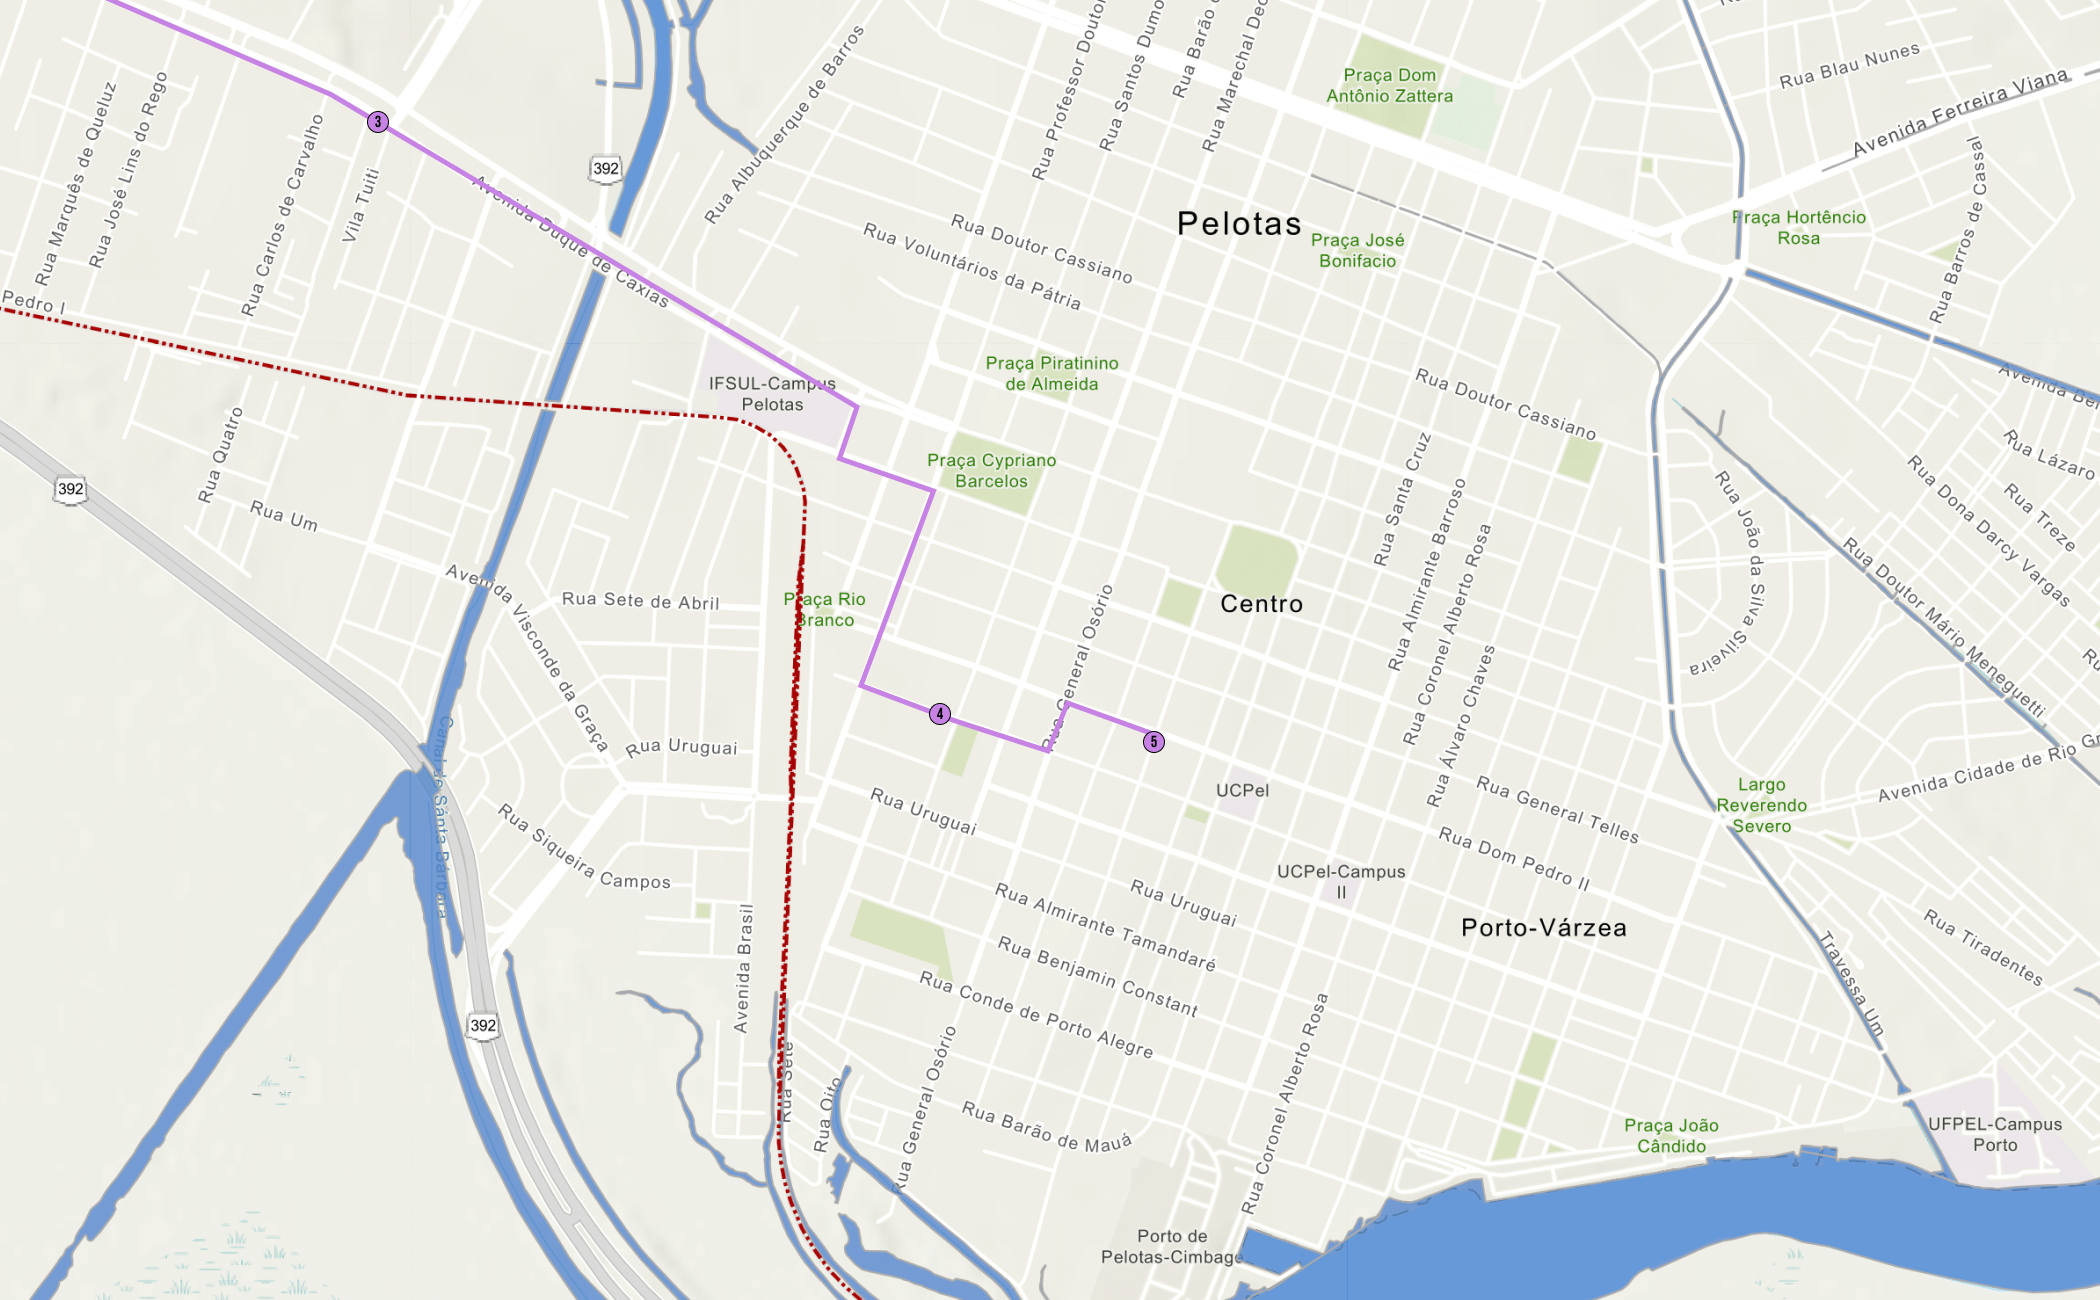 Rua Marquês de Queluz
Rua José Lins do Rego
Rua Carlos de Carvalho
Vila Tuiti
3
392
Avenida Duque de Caxias
Rua Albuquerque de Barros
Rua Professor Doutor
Rua Santos Dumo
Rua Barão
Rua Marechal Deo
Praça Dom
Antônio Zattera
Rua Blau Nunes
Avenida Ferreira Viana
Rua Barros de Cassal
Praça Hortêncio
Rosa
Pelotas
Praça José
Bonifacio
Rua Doutor Cassiano
Rua Voluntários da Pátria
Pedro I
IFSUL-Campus
Pelotas
Praça Piratinino
de Almeida
Praça Cypriano
Barcelos
Rua Doutor Cassiano
Avenida Be
Rua Lázaro
Rua Treze
Rua Dona Darcy Vargas
Rua Doutor Mário Meneguetti
Rua João da Silva Silveira
Rua Santa Cruz
Rua Almirante Barroso
Rua Coronel Alberto Rosa
Rua Álvaro Chaves
Rua Quatro
392
Rua Um
Avenida Visconde da Graça
Rua Sete de Abril
Praça Rio
Branco
Centro
Rua General Osório
4
5
Rua Uruguai
UCPel
Rua Uruguai
Rua Siqueira Campos
Canal de Santa Bárbara
Rua General Telles
Rua Dom Pedro II
Largo
Reverendo
Severo
Avenida Cidade de Rio Gr
UCPel-Campus
II
Rua Uruguai
Rua Almirante Tamandaré
Rua Benjamin Constant
Rua Conde de Porto Alegre
Porto-Várzea
Rua Tiradentes
Travessa Um
Avenida Brasil
392
Rua Sete
Rua Oito
Rua General Osório
Rua Barão de Mauá
Rua Coronel Alberto Rosa
Praça João
Cândido
UFPEL-Campus
Porto
Porto de
Pelotas-Cimbage